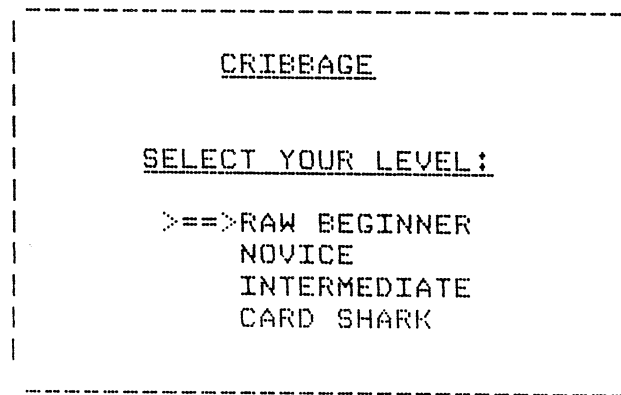 CRIBBAGE
SELECT YOUR LEVEL:
>==>RAW BEGINNER
NOVICE
INTERMEDIATE
CARD SHARK